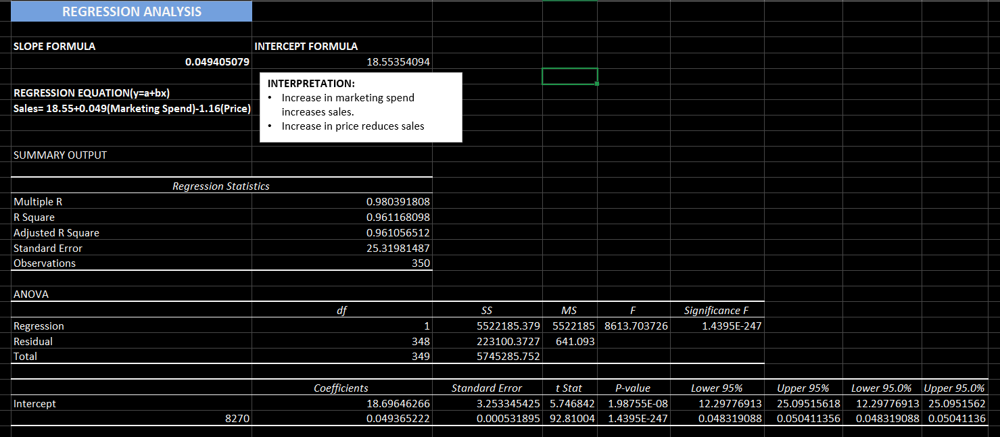 REGRESSION ANALYSIS
SLOPE FORMULA INTERCEPT FORMULA
0.049405079 18.55354094
INTERPRETATION:
• Increase in marketing spend
increases sales.
• Increase in price reduces sales
REGRESSION EQUATION(y=a+bx)
Sales= 18.55+0.049(Marketing Spend)-1.16(Price)
SUMMARY OUTPUT
Regression Statistics
Multiple R 0.980391808
R Square 0.961168098
Adjusted R Square 0.961056512
Standard Error 25.31981487
Observations 350
ANOVA
df SS MS F Significance F
Regression 1 5522185.379 5522185 8613.703726 1.4395E-247
Residual 348 223100.3727 641.093
Total 349 5745285.752
Coefficients Standard Error t Stat P-value Lower 95% Upper 95% Lower 95.0% Upper 95.0%
Intercept 18.69646266 3.253345425 5.746842 1.98755E-08 12.29776913 25.09515618 12.29776913 25.0951562
8270 0.049365222 0.000531895 92.81004 1.4395E-247 0.048319088 0.050411356 0.048319088 0.05041136